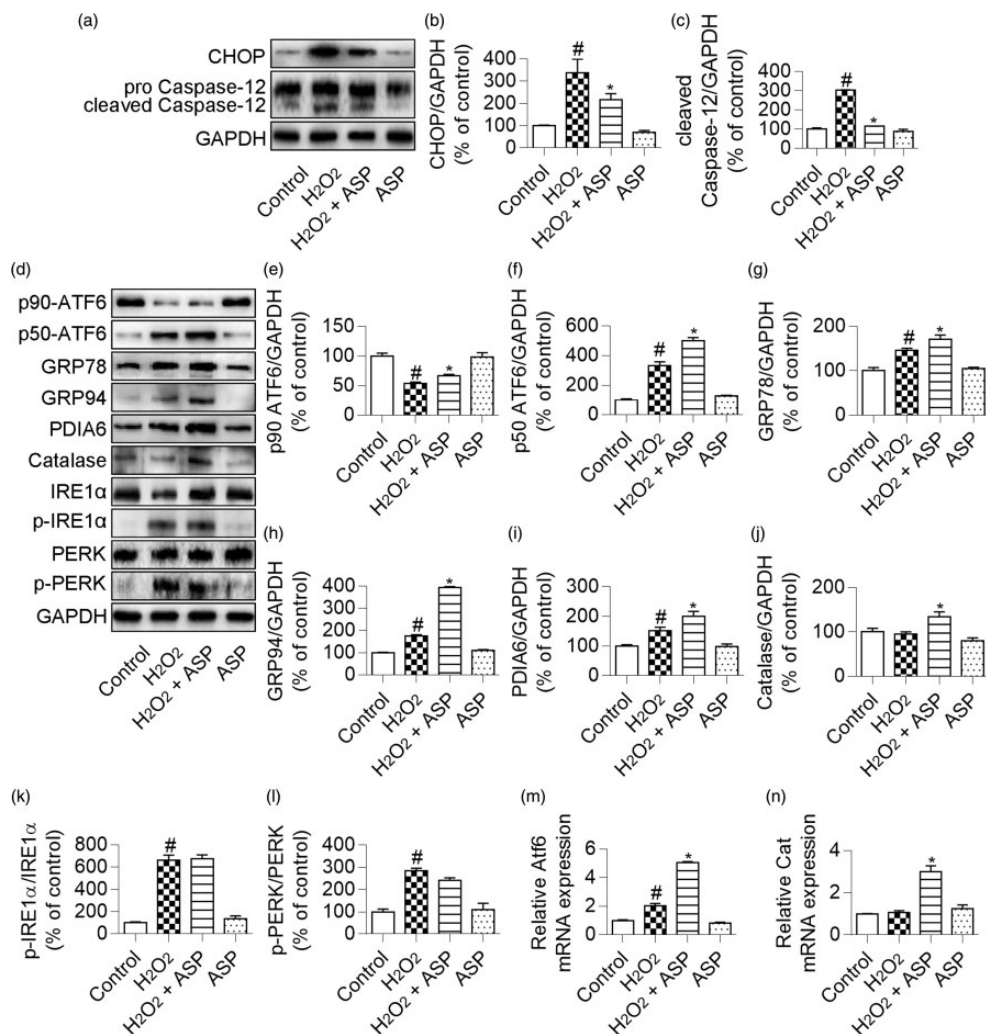 (a)
CHOP
pro Caspase-12
cleaved Caspase-12
GAPDH
Control
H2O2
H2O2 + ASP
ASP
(b)
CHOP/GAPDH
(% of control)
500
400
300
200
100
0
#
*
Control
H2O2
H2O2 + ASP
ASP
(c)
cleaved
Caspase-12/GAPDH
(% of control)
400
300
200
100
0
#
*
Control
H2O2
H2O2 + ASP
ASP
(d)
p90-ATF6
p50-ATF6
GRP78
GRP94
PDIA6
Catalase
IRE1α
p-IRE1α
PERK
p-PERK
GAPDH
Control
H2O2
H2O2 + ASP
ASP
(e)
p90 ATF6/GAPDH
(% of control)
150
100
50
0
#
*
Control
H2O2
H2O2 + ASP
ASP
(f)
p50 ATF6/GAPDH
(% of control)
600
400
200
0
#
*
Control
H2O2
H2O2 + ASP
ASP
(g)
GRP78/GAPDH
(% of control)
200
150
100
50
0
#
*
Control
H2O2
H2O2 + ASP
ASP
(h)
GRP94/GAPDH
(% of control)
400
300
200
100
0
#
*
Control
H2O2
H2O2 + ASP
ASP
(i)
PDIA6/GAPDH
(% of control)
300
200
100
0
#
*
Control
H2O2
H2O2 + ASP
ASP
(j)
Catalase/GAPDH
(% of control)
200
100
0
*
Control
H2O2
H2O2 + ASP
ASP
(k)
p-IRE1α/IRE1α
(% of control)
800
600
400
200
0
#
Control
H2O2
H2O2 + ASP
ASP
(l)
p-PERK/PERK
(% of control)
400
300
200
100
0
#
Control
H2O2
H2O2 + ASP
ASP
(m)
Relative Atf6
mRNA expression
6
4
2
0
#
*
Control
H2O2
H2O2 + ASP
ASP
(n)
Relative Cat
mRNA expression
4
3
2
1
0
*
Control
H2O2
H2O2 + ASP
ASP